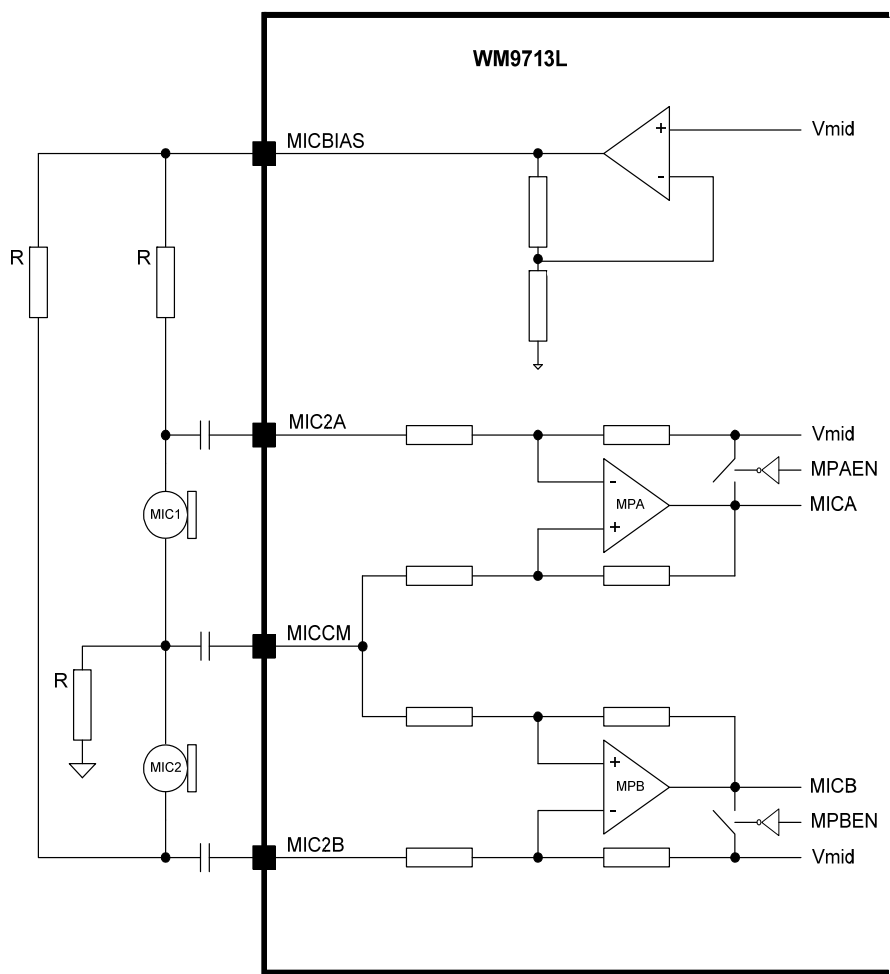 WM9713L
MICBIAS
+
Vmid
-
R
R
MIC2A
Vmid
MPAEN
-
MPA
MICA
MIC1
+
MICCM
R
+
MIC2
MPB
MICB
-
MPBEN
MIC2B
Vmid